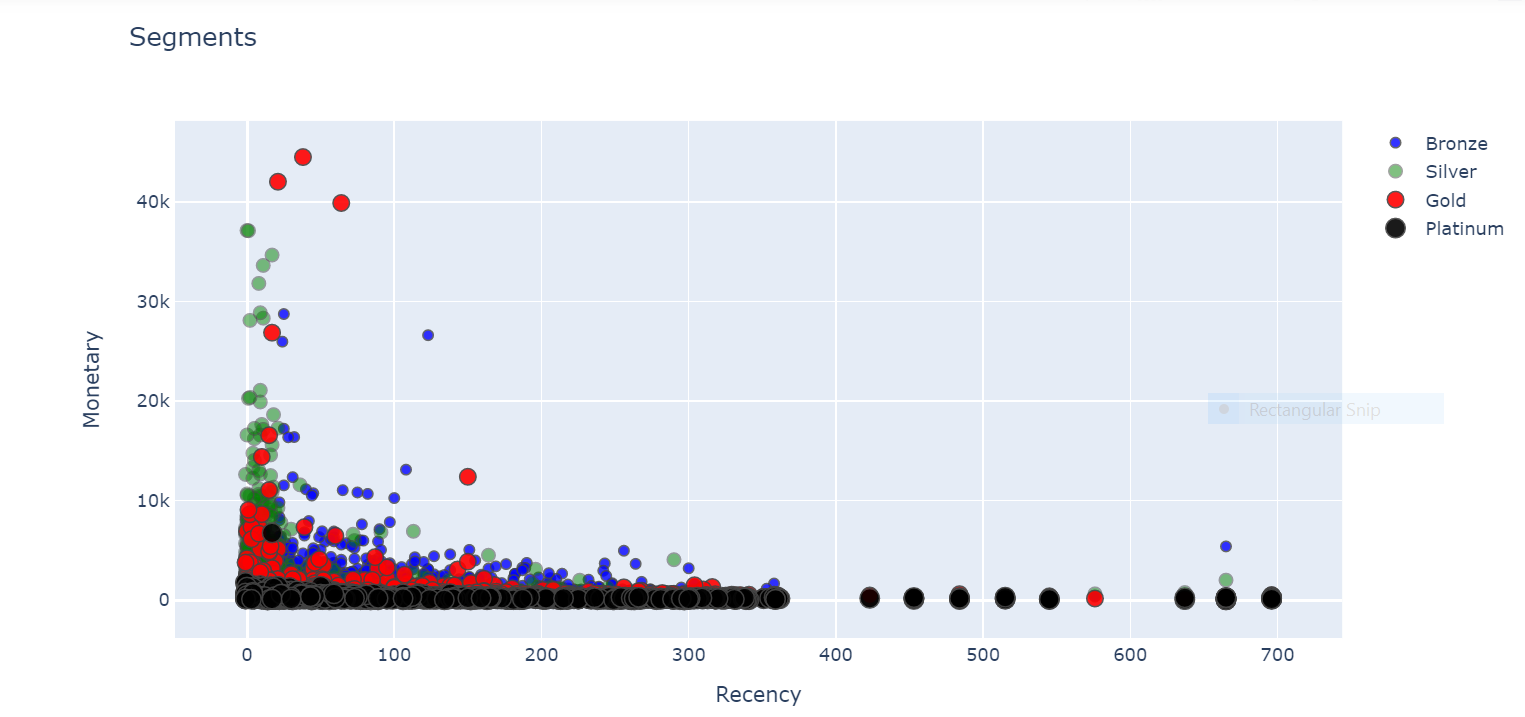 Segments
Bronze
Silver
Gold
Platinum
Monetary
40k
30k
20k
10k
0
Rectangular Snip
0 100 200 300 400 500 600 700
Recency